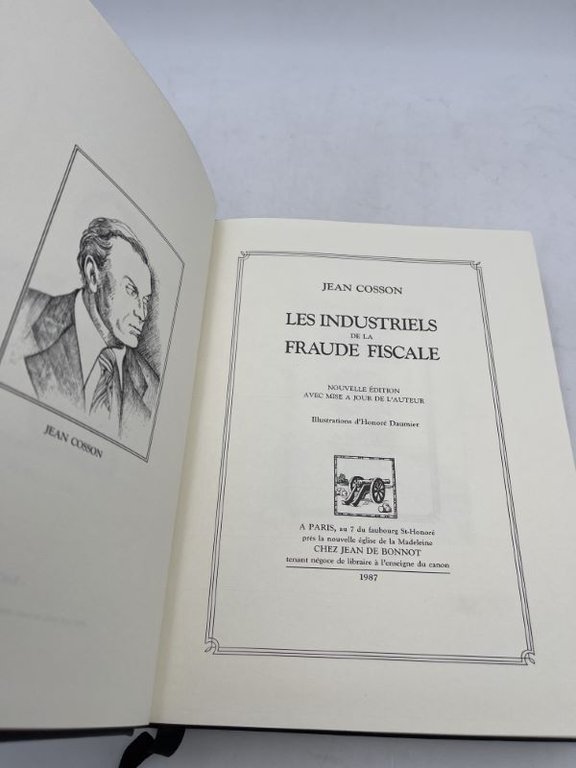 JEAN COSSON
JEAN COSSON
LES INDUSTRIELS
DE LA
FRAUDE FISCALE
NOUVELLE ÉDITION
AVEC MISE A JOUR DE L'AUTEUR
Illustrations d'Honoré Daumier
A PARIS, au 7 du faubourg St-Honoré
près la nouvelle église de la Madeleine
CHEZ JEAN DE BONNOT
tenant négoce de libraire à l'enseigne du canon
1987